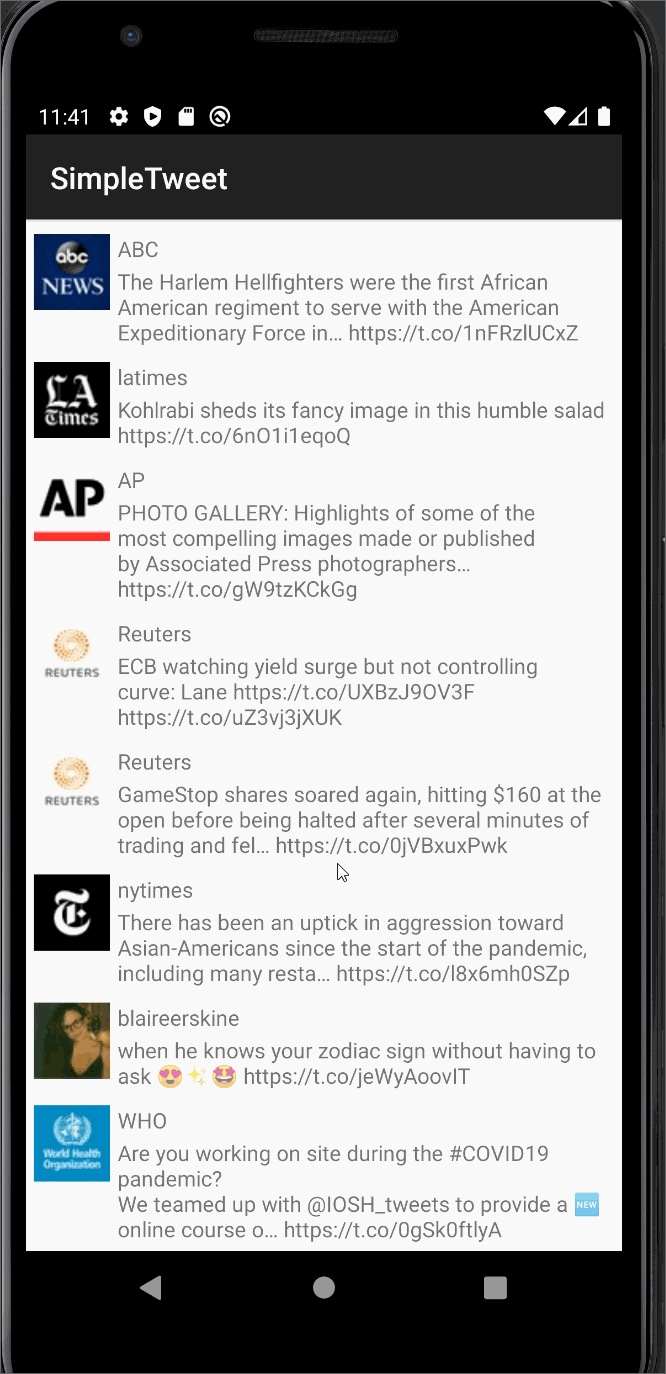 11:41
SimpleTweet
abc
NEWS
ABC
The Harlem Hellfighters were the first African
American regiment to serve with the American
Expeditionary Force in… https://t.co/1nFRzlUCxZ
LA
Times
latimes
Kohlrabi sheds its fancy image in this humble salad
https://t.co/6nO1i1eqoQ
AP
AP
PHOTO GALLERY: Highlights of some of the
most compelling images made or published
by Associated Press photographers…
https://t.co/gW9tzKCkGg
REUTERS
Reuters
ECB watching yield surge but not controlling
curve: Lane https://t.co/UXBzJ9OV3F
https://t.co/uZ3vj3jXUK
REUTERS
Reuters
GameStop shares soared again, hitting $160 at the
open before being halted after several minutes of
trading and fel… https://t.co/0jVBxuxPwk
T
nytimes
There has been an uptick in aggression toward
Asian-Americans since the start of the pandemic,
including many resta… https://t.co/l8x6mh0SZp
blaireerskine
when he knows your zodiac sign without having to
ask 😍✨🤩 https://t.co/jeWyAoovIT
World Health
Organization
WHO
Are you working on site during the #COVID19
pandemic?
We teamed up with @IOSH_tweets to provide a 🆕
online course o… https://t.co/0gSk0ftlyA